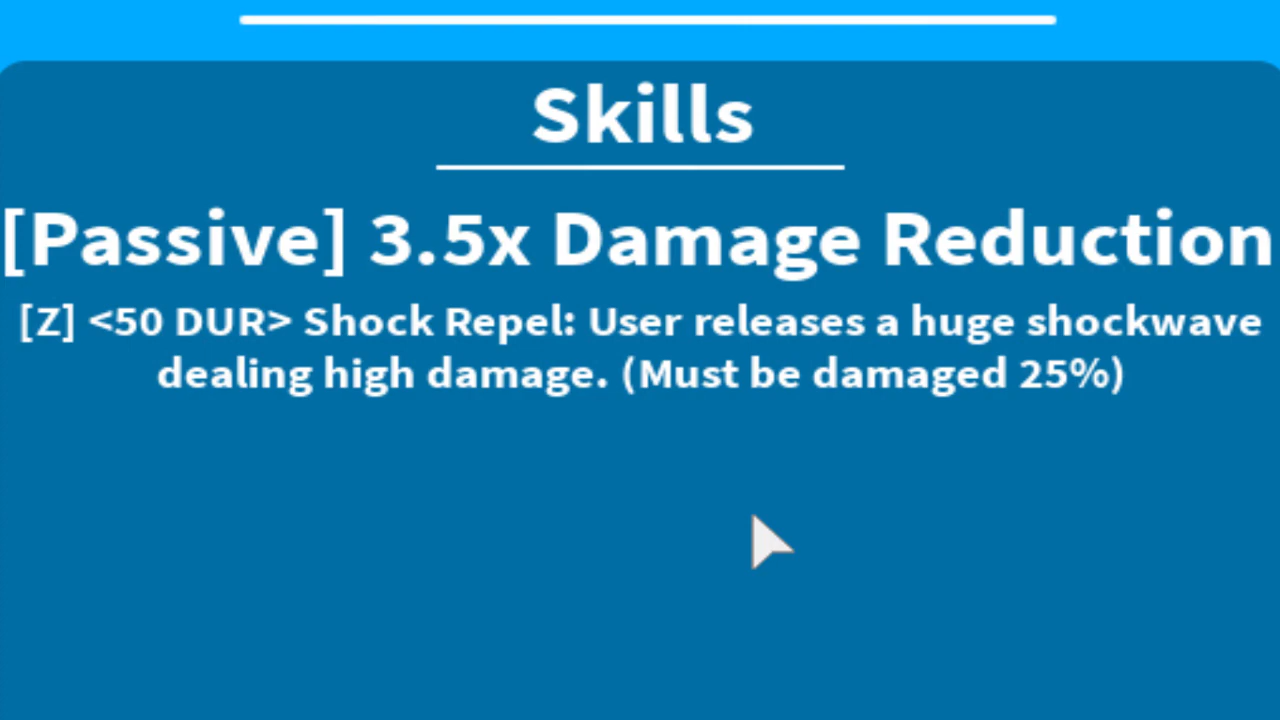 Skills
[Passive] 3.5x Damage Reduction
[Z] <50 DUR> Shock Repel: User releases a huge shockwave
dealing high damage. (Must be damaged 25%)